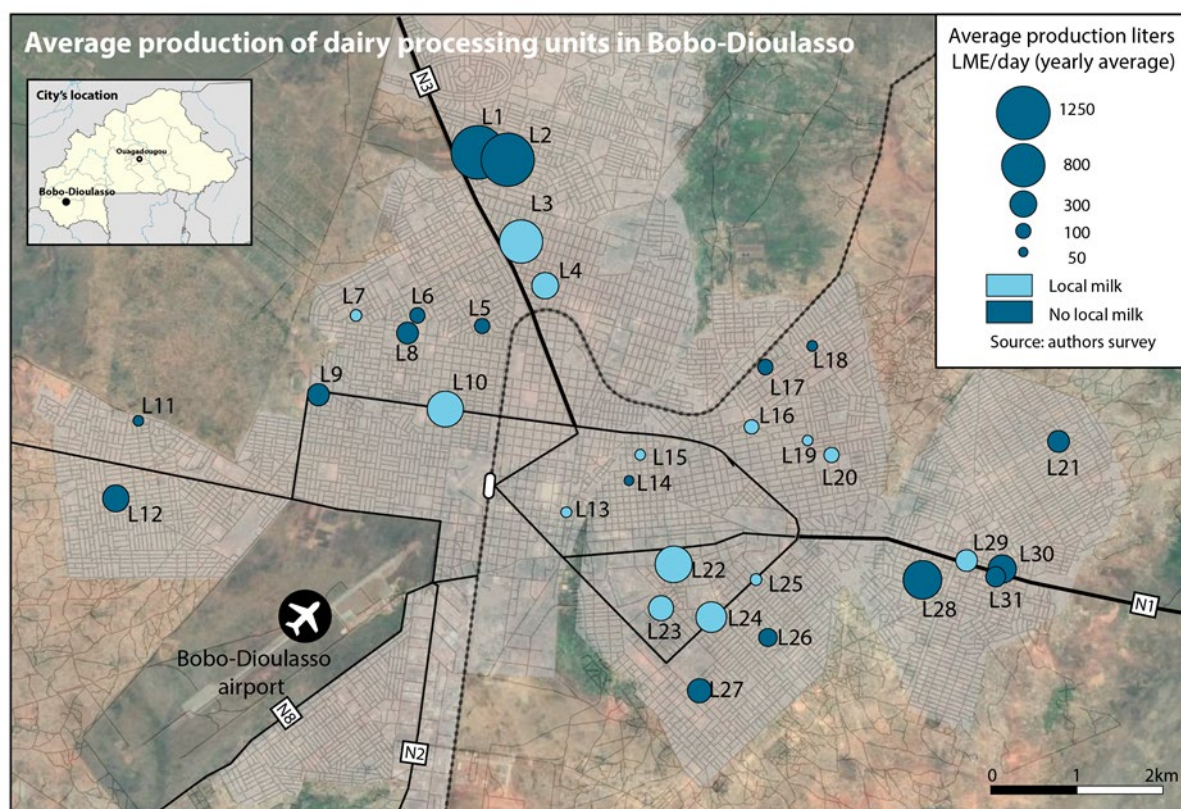 Average production of dairy processing units in Bobo-Dioulasso
City's location
Ouagadougou
Bobo-Dioulasso
Average production liters
LME/day (yearly average)
1250
800
300
100
50
Local milk
No local milk
Source: authors survey
N3
L1
L2
L3
L4
L7
L6
L5
L8
L9
L10
L11
L12
L18
L17
L16
L19
L20
L21
L15
L14
L13
L22
L25
L23
L24
L26
L27
L28
L29
L30
L31
N1
Bobo-Dioulasso
airport
N8
N2
0 1 2km